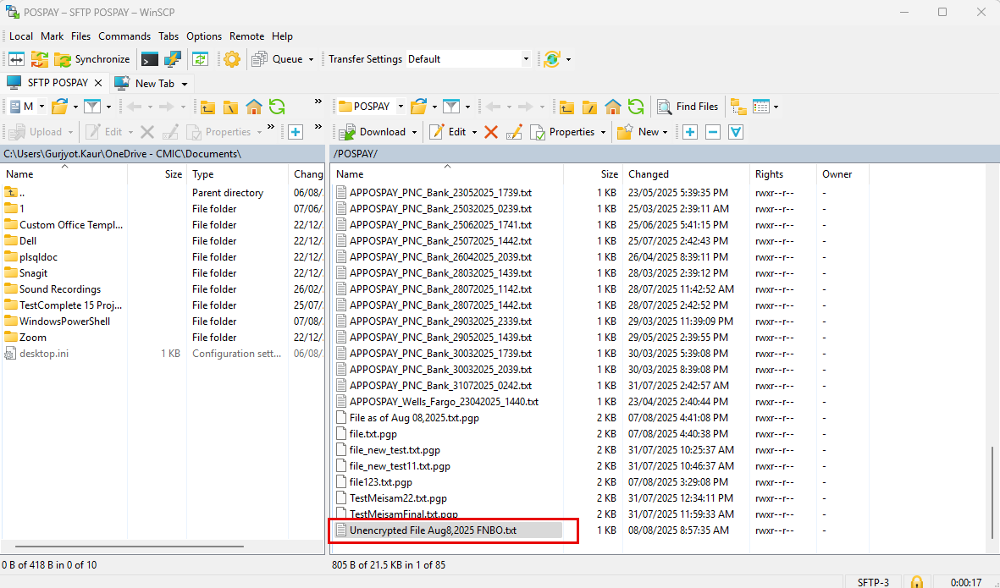 POSPAY – SFTP POSPAY – WinSCP
Local Mark Files Commands Tabs Options Remote Help
Synchronize Queue Transfer Settings Default
SFTP POSPAY New Tab
M POSPAY Find Files
Upload Edit Properties Download Edit Properties New
C:\Users\Gurjyot.Kaur\OneDrive - CMIC\Documents\ /POSPAY/
Name Size Type Chang
.. Parent directory 06/08/
1 File folder 07/06/
Custom Office Templ... File folder 22/12/
Dell File folder 22/12/
plsqldoc File folder 22/12/
Snagit File folder 22/12/
Sound Recordings File folder 26/02/
TestComplete 15 Proj... File folder 25/07/
WindowsPowerShell File folder 07/08/
Zoom File folder 22/12/
desktop.ini 1 KB Configuration sett... 06/08/
Name Size Changed Rights Owner
APPOSPAY_PNC_Bank_23052025_1739.txt 1 KB 23/05/2025 5:39:35 PM rwxr--r-- -
APPOSPAY_PNC_Bank_25032025_0239.txt 1 KB 25/03/2025 2:39:11 AM rwxr--r-- -
APPOSPAY_PNC_Bank_25062025_1741.txt 1 KB 25/06/2025 5:41:15 PM rwxr--r-- -
APPOSPAY_PNC_Bank_25072025_1442.txt 1 KB 25/07/2025 2:42:43 PM rwxr--r-- -
APPOSPAY_PNC_Bank_26042025_2039.txt 1 KB 26/04/2025 8:39:11 PM rwxr--r-- -
APPOSPAY_PNC_Bank_28032025_1439.txt 1 KB 28/03/2025 2:39:12 PM rwxr--r-- -
APPOSPAY_PNC_Bank_28072025_1142.txt 1 KB 28/07/2025 11:42:52 AM rwxr--r-- -
APPOSPAY_PNC_Bank_28072025_1442.txt 1 KB 28/07/2025 2:42:52 PM rwxr--r-- -
APPOSPAY_PNC_Bank_29032025_2339.txt 1 KB 29/03/2025 11:39:09 PM rwxr--r-- -
APPOSPAY_PNC_Bank_29052025_1439.txt 1 KB 29/05/2025 2:39:55 PM rwxr--r-- -
APPOSPAY_PNC_Bank_30032025_1739.txt 1 KB 30/03/2025 5:39:08 PM rwxr--r-- -
APPOSPAY_PNC_Bank_30032025_2039.txt 1 KB 30/03/2025 8:39:08 PM rwxr--r-- -
APPOSPAY_PNC_Bank_31072025_0242.txt 1 KB 31/07/2025 2:42:57 AM rwxr--r-- -
APPOSPAY_Wells_Fargo_23042025_1440.txt 1 KB 23/04/2025 2:40:44 PM rwxr--r-- -
File as of Aug 08,2025.txt.pgp 2 KB 07/08/2025 4:41:08 PM rwxr--r-- -
file.txt.pgp 2 KB 07/08/2025 4:40:38 PM rwxr--r-- -
file_new_test.txt.pgp 2 KB 31/07/2025 10:25:37 AM rwxr--r-- -
file_new_test11.txt.pgp 2 KB 31/07/2025 10:46:37 AM rwxr--r-- -
file123.txt.pgp 2 KB 07/08/2025 3:29:08 PM rwxr--r-- -
TestMeisam22.txt.pgp 2 KB 31/07/2025 12:34:11 PM rwxr--r-- -
TestMeisamFinal.txt.pgp 2 KB 31/07/2025 11:59:33 AM rwxr--r-- -
Unencrypted File Aug8,2025 FNBO.txt 1 KB 08/08/2025 8:57:35 AM rwxr--r-- -
0 B of 418 B in 0 of 10 805 B of 21.5 KB in 1 of 85
SFTP-3 0:00:17